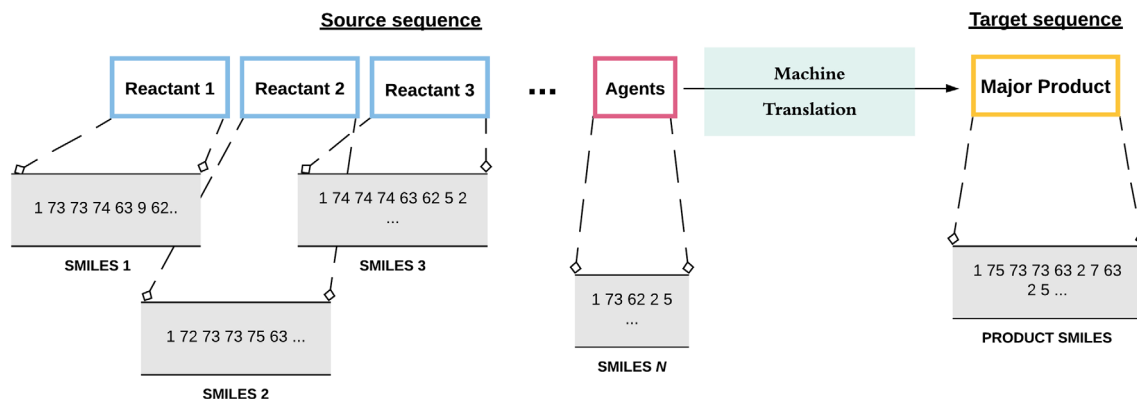 Source sequence
Target sequence
Reactant 1
Reactant 2
Reactant 3
...
Agents
Machine
Translation
Major Product
1 73 73 74 63 9 62..
SMILES 1
1 72 73 73 75 63 ...
SMILES 2
1 74 74 74 63 62 5 2
...
SMILES 3
1 73 62 2 5
...
SMILES N
1 75 73 73 63 2 7 63
2 5 ...
PRODUCT SMILES